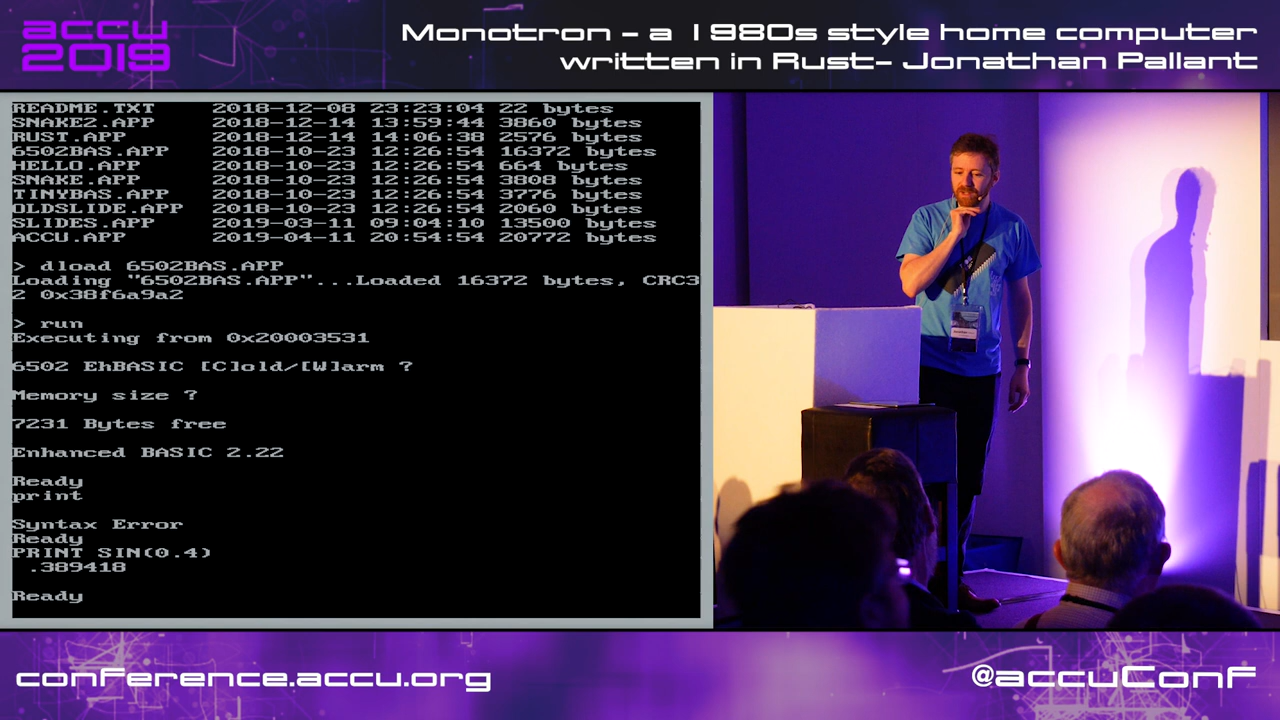 accu
2019
Monotron - a 1980s style home computer
written in Rust- Jonathan Pallant
README.TXT 2018-12-08 23:23:04 22 bytes
SNAKE2.APP 2018-12-14 13:59:44 3860 bytes
RUST.APP 2018-12-14 14:06:38 2576 bytes
6502BAS.APP 2018-10-23 12:26:54 16372 bytes
HELLO.APP 2018-10-23 12:26:54 664 bytes
SNAKE.APP 2018-10-23 12:26:54 3808 bytes
TINYBAS.APP 2018-10-23 12:26:54 3776 bytes
OLDSLIDE.APP 2018-10-23 12:26:54 2060 bytes
SLIDES.APP 2019-03-11 09:04:10 13500 bytes
ACCU.APP 2019-04-11 20:54:54 20772 bytes
> dload 6502BAS.APP
Loading "6502BAS.APP"...Loaded 16372 bytes, CRC3
2 0x38f6a9a2
> run
Executing from 0x20003531
6502 EhBASIC [C]old/[W]arm ?
Memory size ?
7231 Bytes free
Enhanced BASIC 2.22
Ready
print
Syntax Error
Ready
PRINT SIN(0.4)
.389418
Ready
conference.accu.org
@accuConf